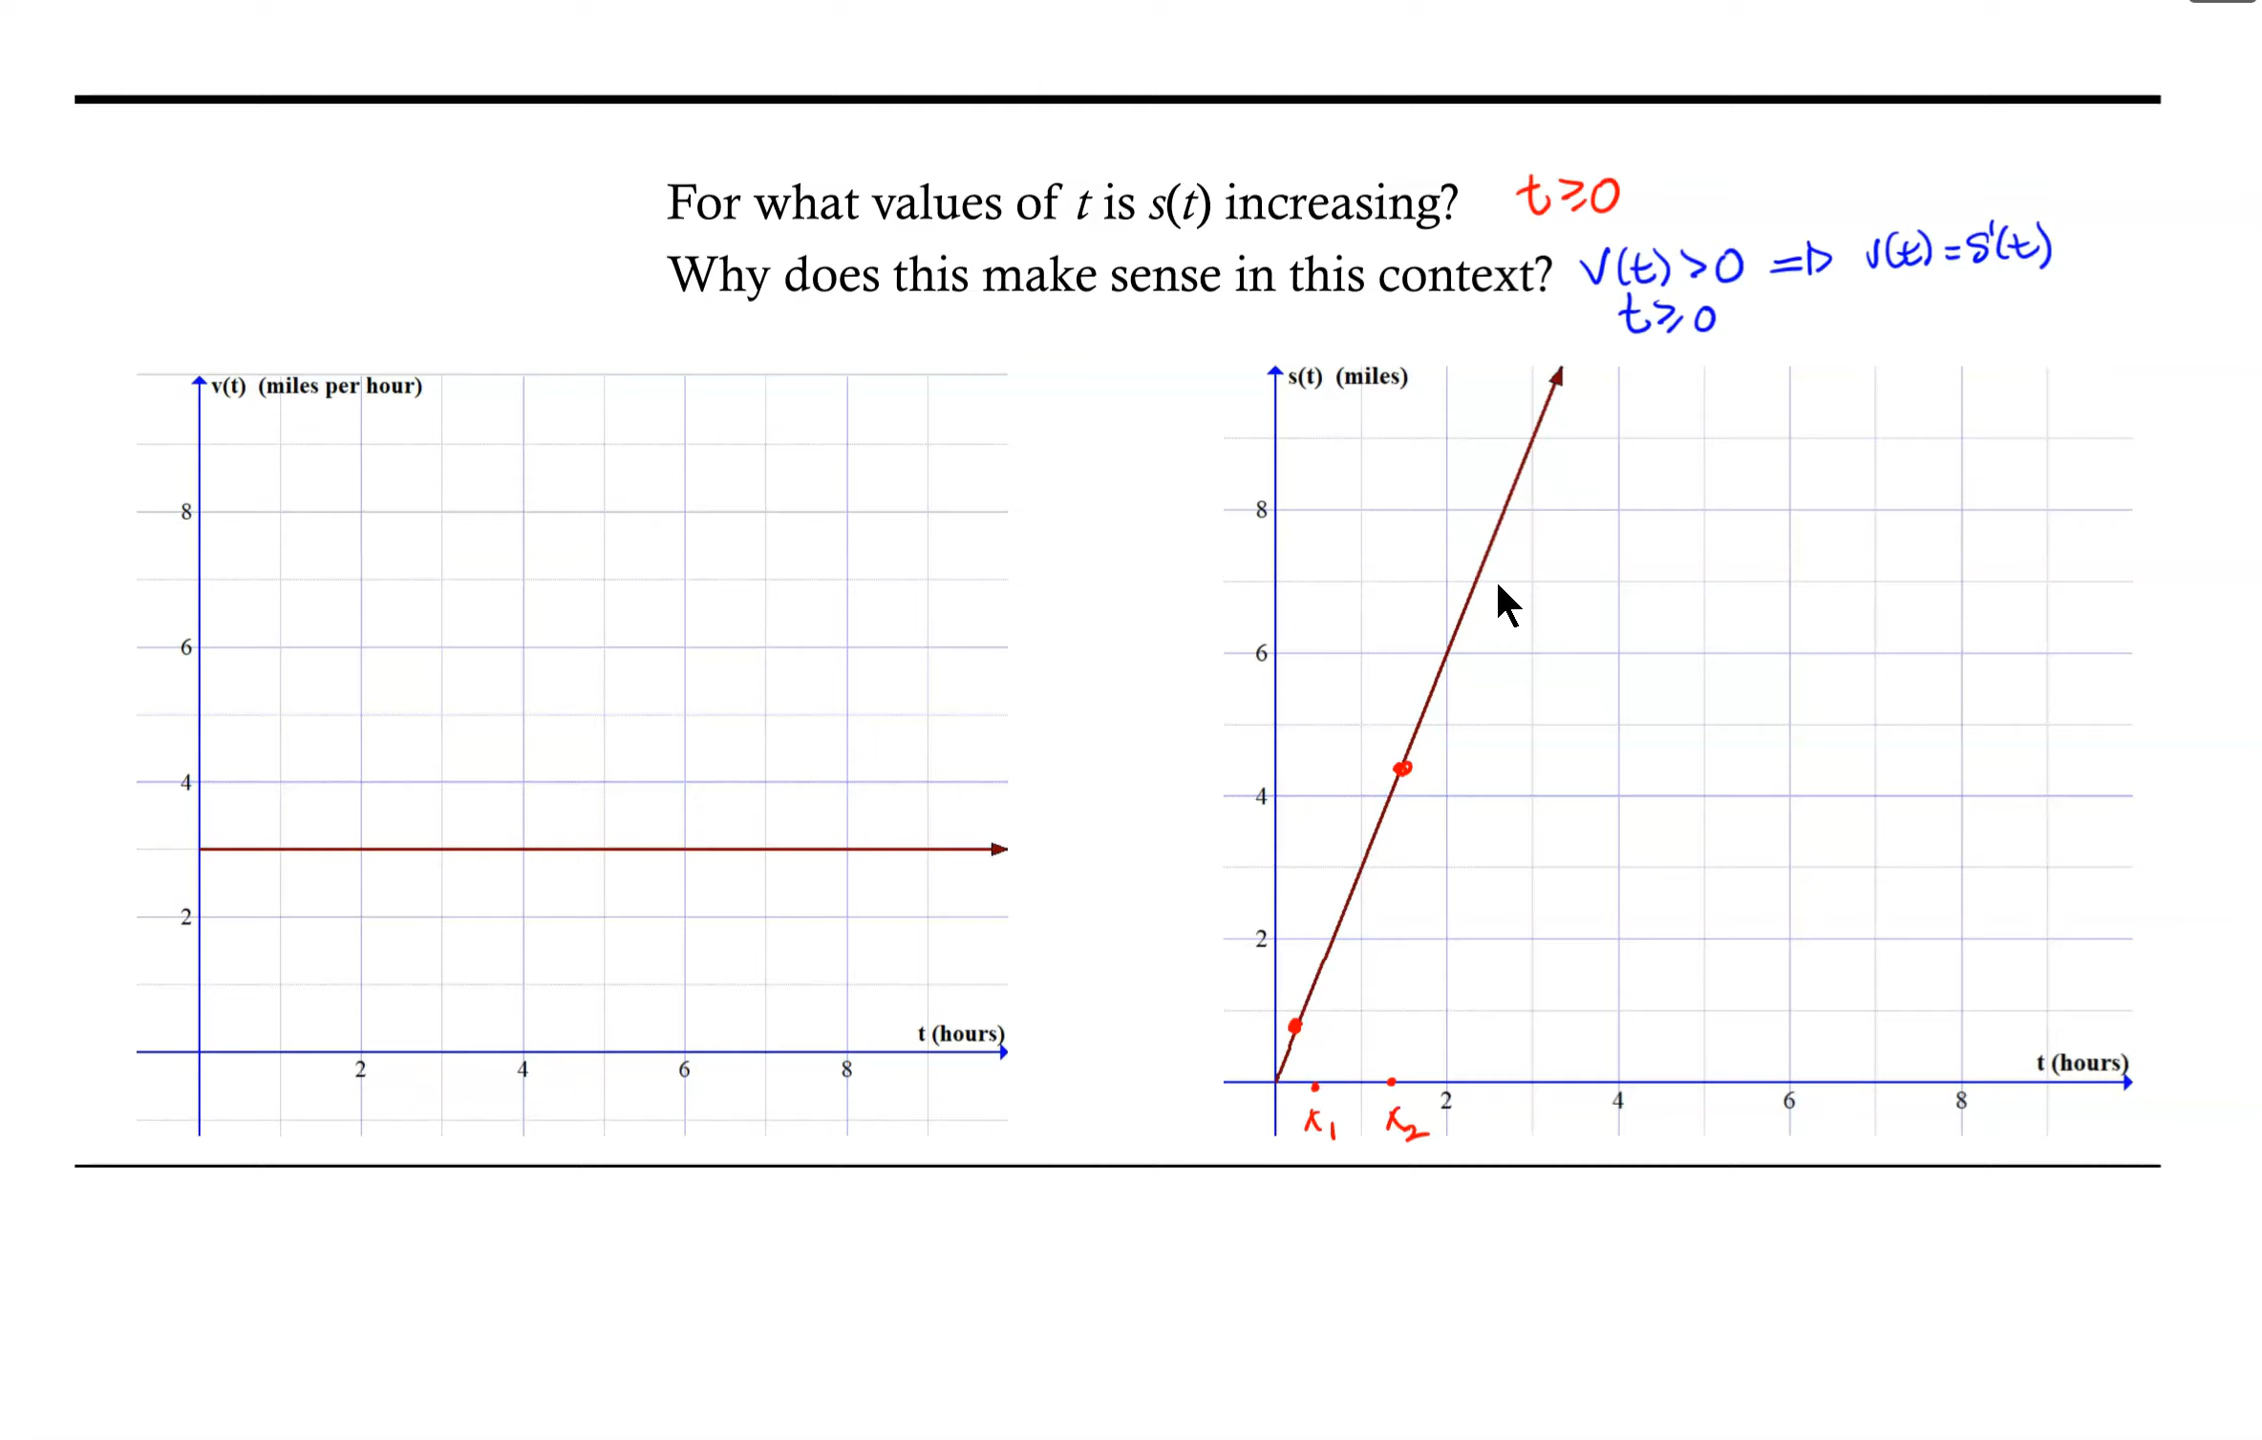 For what values of t is s(t) increasing? t≥0
Why does this make sense in this context? V(t)>0 ⇒ v(t)=S'(t)
t≥0
v(t) (miles per hour)
8
6
4
2
t (hours)
2 4 6 8
s(t) (miles)
8
6
4
2
t (hours)
2 4 6 8
x₁ x₂